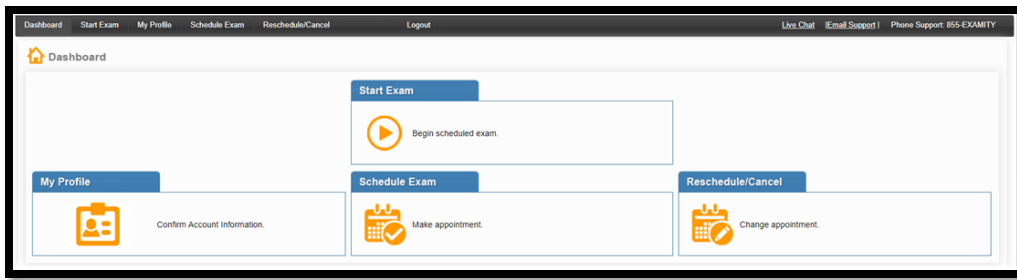 Dashboard Start Exam My Profile Schedule Exam Reschedule/Cancel Logout Live Chat |Email Support| Phone Support: 855-EXAMITY
Dashboard
Start Exam
Begin scheduled exam.
My Profile Schedule Exam Reschedule/Cancel
Confirm Account Information. Make appointment. Change appointment.